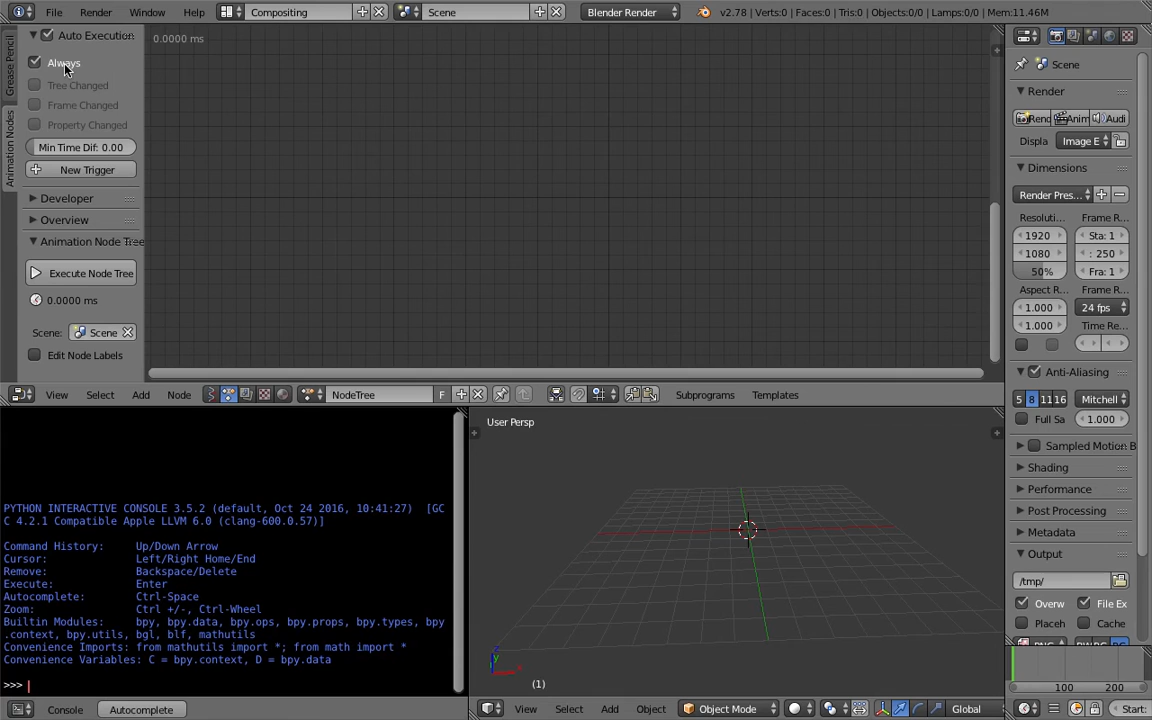 File Render Window Help Compositing Scene Blender Render v2.78 | Verts:0 | Faces:0 | Tris:0 | Objects:0/0 | Lamps:0/0 | Mem:11.46M
Grease Pencil
Animation Nodes
Auto Execution
Always
Tree Changed
Frame Changed
Property Changed
Min Time Dif: 0.00
New Trigger
Developer
Overview
Animation Node Tree
Execute Node Tree
0.0000 ms
Scene: Scene
Edit Node Labels
0.0000 ms
View Select Add Node NodeTree F Subprograms Templates
PYTHON INTERACTIVE CONSOLE 3.5.2 (default, Oct 24 2016, 10:41:27)  [GC
C 4.2.1 Compatible Apple LLVM 6.0 (clang-600.0.57)]
Command History: Up/Down Arrow
Cursor: Left/Right Home/End
Remove: Backspace/Delete
Execute: Enter
Autocomplete: Ctrl-Space
Zoom: Ctrl +/-, Ctrl-Wheel
Builtin Modules: bpy, bpy.data, bpy.ops, bpy.props, bpy.types, bpy
.context, bpy.utils, bgl, blf, mathutils
Convenience Imports: from mathutils import *; from math import *
Convenience Variables: C = bpy.context, D = bpy.data
>>>
Console Autocomplete
User Persp
z
y
x
(1)
View Select Add Object Object Mode Global
Scene
Render
Rend Anim Audi
Displa Image E
Dimensions
Render Pres...
Resoluti... Frame R...
1920 Sta: 1
1080 : 250
50% Fra: 1
Aspect R... Frame R...
1.000 24 fps
1.000 Time Re...
Anti-Aliasing
5 8 11 16 Mitchell
Full Sa 1.000
Sampled Motion B
Shading
Performance
Post Processing
Metadata
Output
/tmp/
Overw File Ex
Placeh Cache
100 200
Start: